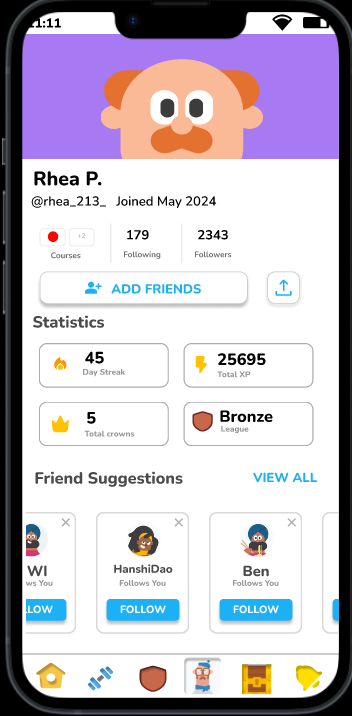 11:11
Rhea P.
@rhea_213_ Joined May 2024
+2 179 2343
Courses Following Followers
ADD FRIENDS
Statistics
45 25695
Day Streak Total XP
5 Bronze
Total crowns League
Friend Suggestions VIEW ALL
WI HanshiDao Ben
ws You Follows You Follows You
LOW FOLLOW FOLLOW